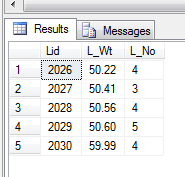 Results Messages
Lid L_Wt L_No
1 2026 50.22 4
2 2027 50.41 3
3 2028 50.56 4
4 2029 50.60 5
5 2030 59.99 4